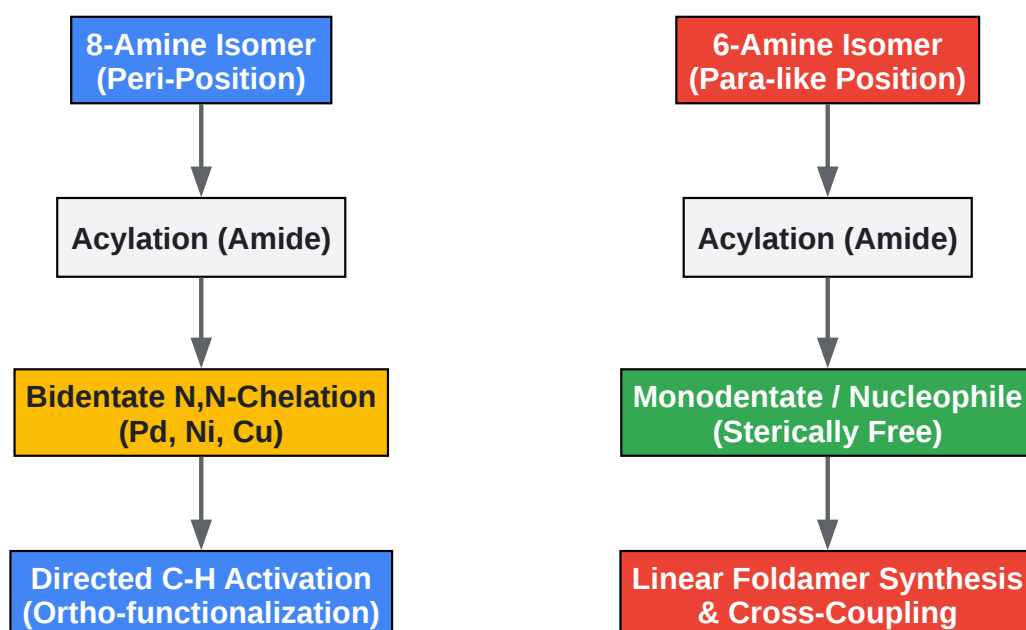 8-Amine Isomer
(Peri-Position)
Acylation (Amide)
Bidentate N,N-Chelation
(Pd, Ni, Cu)
Directed C-H Activation
(Ortho-functionalization)
6-Amine Isomer
(Para-like Position)
Acylation (Amide)
Monodentate / Nucleophile
(Sterically Free)
Linear Foldamer Synthesis
& Cross-Coupling